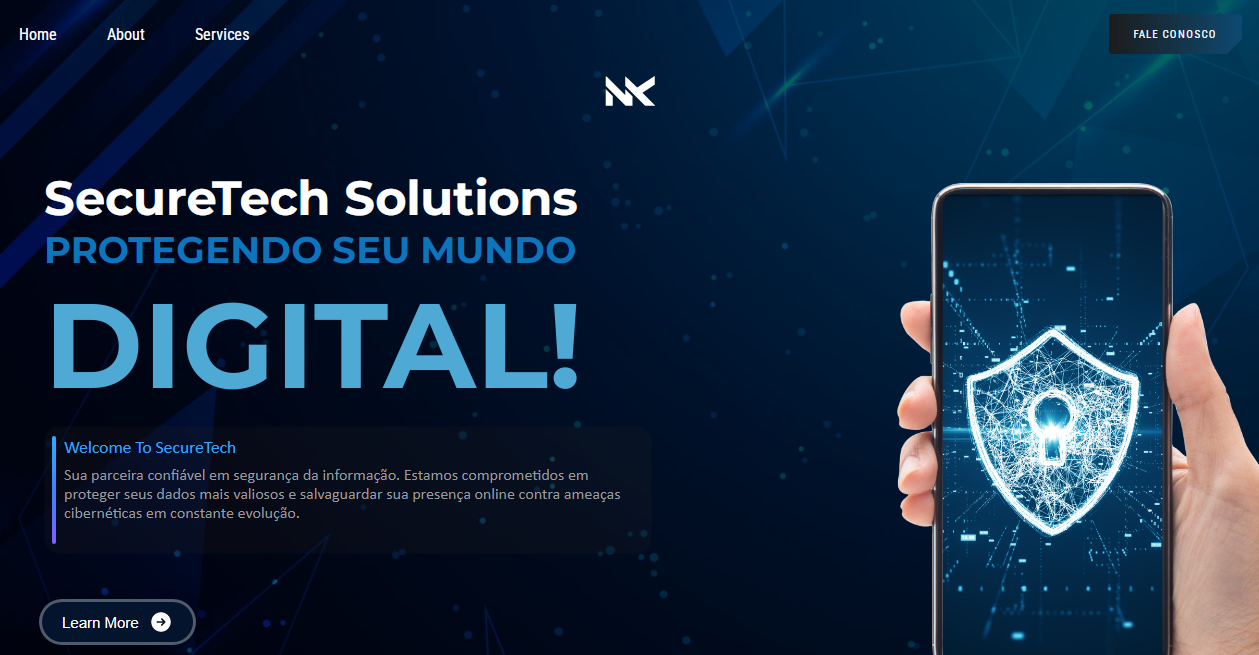 Home About Services FALE CONOSCO
SecureTech Solutions
PROTEGENDO SEU MUNDO
DIGITAL!
Welcome To SecureTech
Sua parceira confiável em segurança da informação. Estamos comprometidos em
proteger seus dados mais valiosos e salvaguardar sua presença online contra ameaças
cibernéticas em constante evolução.
Learn More